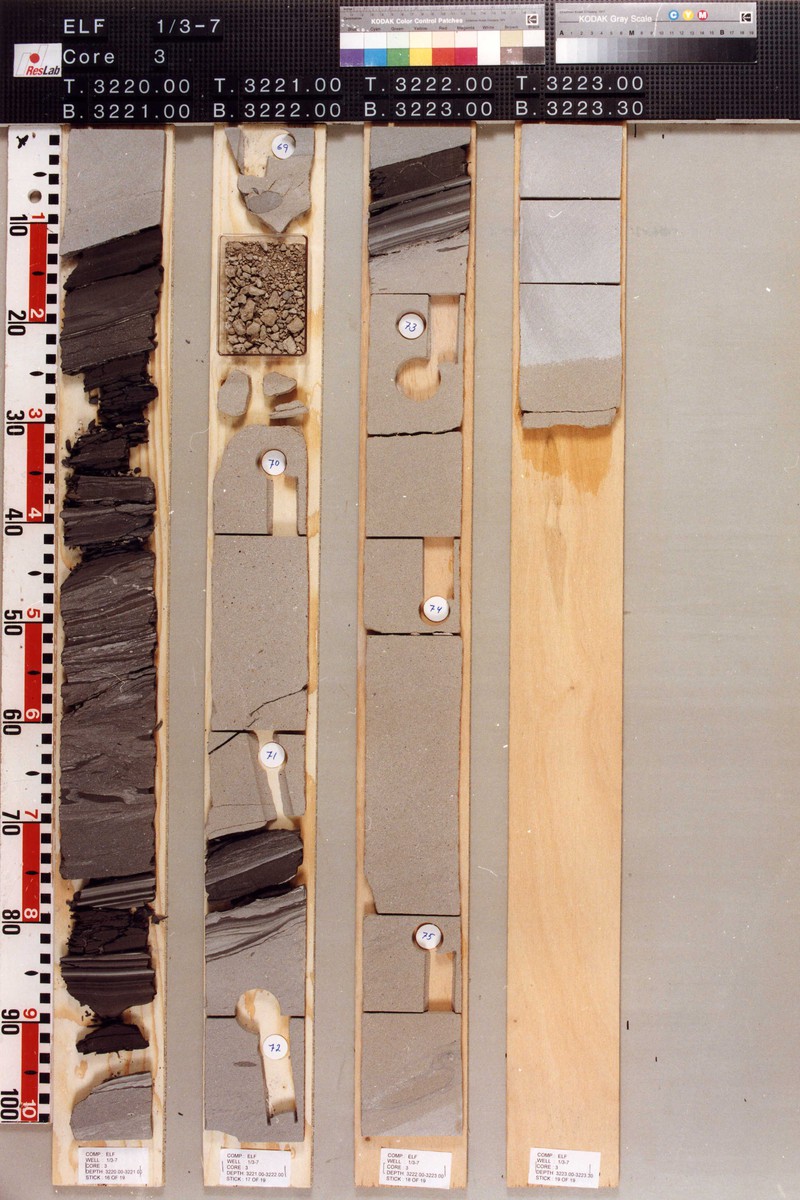 ELF 1/3-7
Core 3
ResLab
T. 3220.00 T. 3221.00 T. 3222.00 T. 3223.00
B. 3221.00 B. 3222.00 B. 3223.00 B. 3223.30
KODAK Color Control Patches
KODAK Gray Scale
C Y M
A 1 2 3 4 5 6 M 8 9 10 11 12 13 14 15 B 17 18 19
69
70
71
72
73
74
75
10
20
30
40
50
60
70
80
90
100
1
2
3
4
5
6
7
8
9
10
COMP : ELF
WELL : 1/3-7
CORE : 3
DEPTH: 3220.00-3221.00
STICK : 16 OF 19
COMP : ELF
WELL : 1/3-7
CORE : 3
DEPTH: 3221.00-3222.00
STICK : 17 OF 19
COMP : ELF
WELL : 1/3-7
CORE : 3
DEPTH: 3222.00-3223.00
STICK : 18 OF 19
COMP : ELF
WELL : 1/3-7
CORE : 3
DEPTH: 3223.00-3223.30
STICK : 19 OF 19